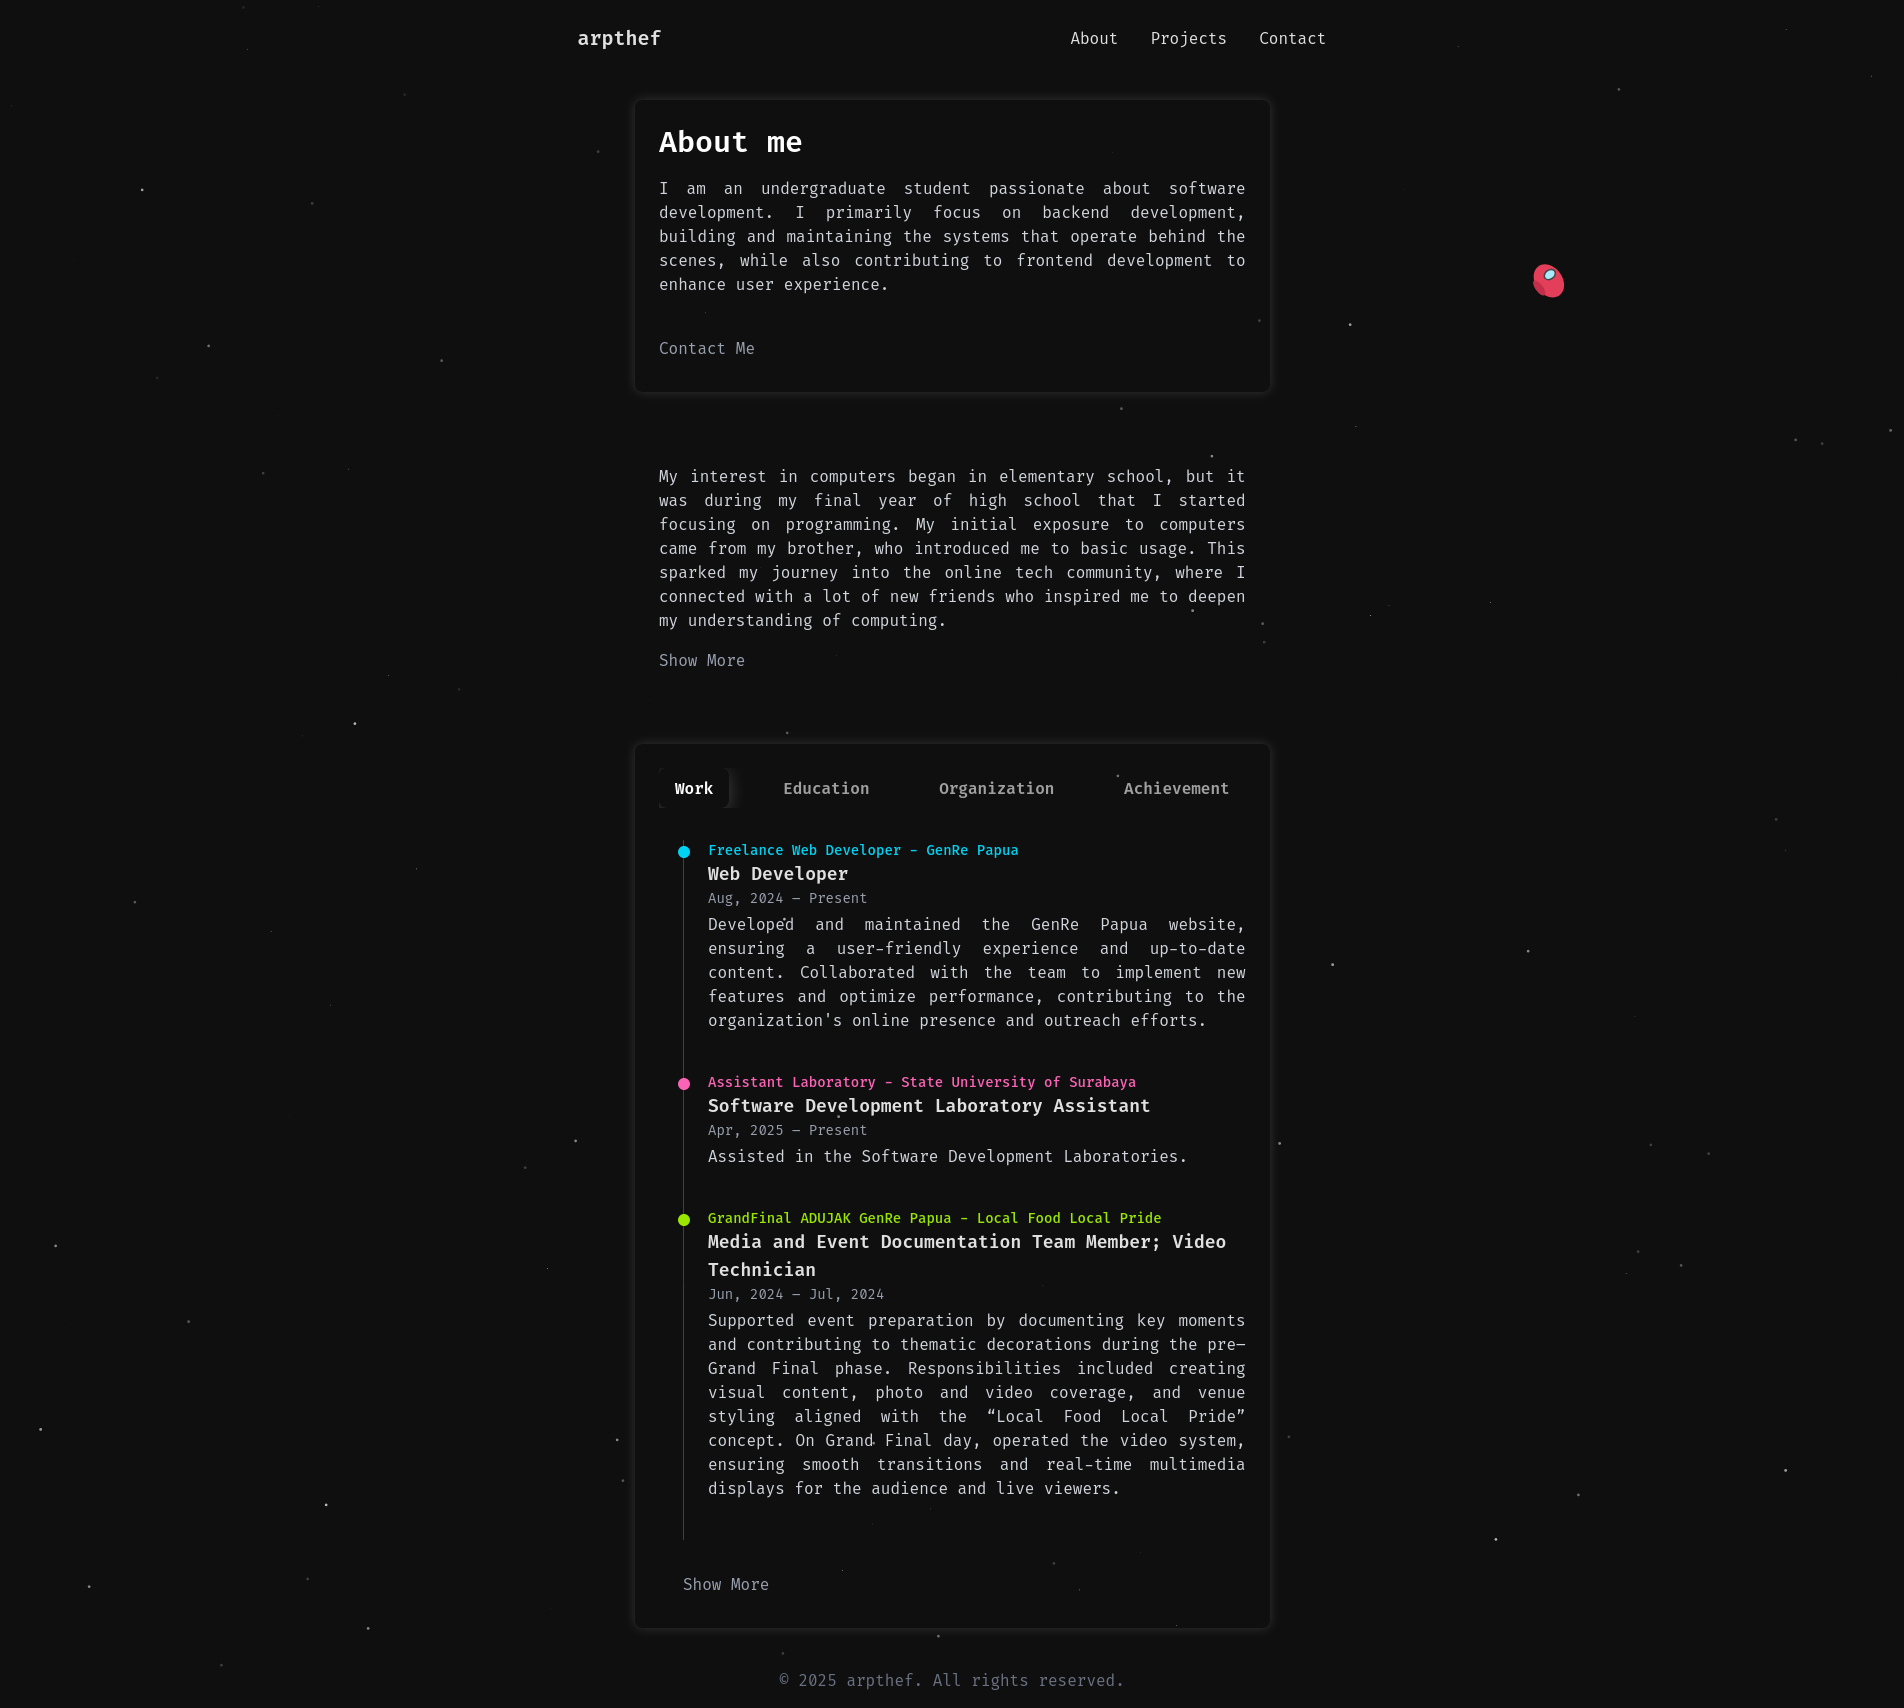 arpthef
About Projects Contact
About me
I am an undergraduate student passionate about software
development. I primarily focus on backend development,
building and maintaining the systems that operate behind the
scenes, while also contributing to frontend development to
enhance user experience.
Contact Me
My interest in computers began in elementary school, but it
was during my final year of high school that I started
focusing on programming. My initial exposure to computers
came from my brother, who introduced me to basic usage. This
sparked my journey into the online tech community, where I
connected with a lot of new friends who inspired me to deepen
my understanding of computing.
Show More
Work Education Organization Achievement
Freelance Web Developer - GenRe Papua
Web Developer
Aug, 2024 — Present
Developed and maintained the GenRe Papua website,
ensuring a user-friendly experience and up-to-date
content. Collaborated with the team to implement new
features and optimize performance, contributing to the
organization's online presence and outreach efforts.
Assistant Laboratory - State University of Surabaya
Software Development Laboratory Assistant
Apr, 2025 — Present
Assisted in the Software Development Laboratories.
GrandFinal ADUJAK GenRe Papua - Local Food Local Pride
Media and Event Documentation Team Member; Video
Technician
Jun, 2024 — Jul, 2024
Supported event preparation by documenting key moments
and contributing to thematic decorations during the pre–
Grand Final phase. Responsibilities included creating
visual content, photo and video coverage, and venue
styling aligned with the “Local Food Local Pride”
concept. On Grand Final day, operated the video system,
ensuring smooth transitions and real-time multimedia
displays for the audience and live viewers.
Show More
© 2025 arpthef. All rights reserved.